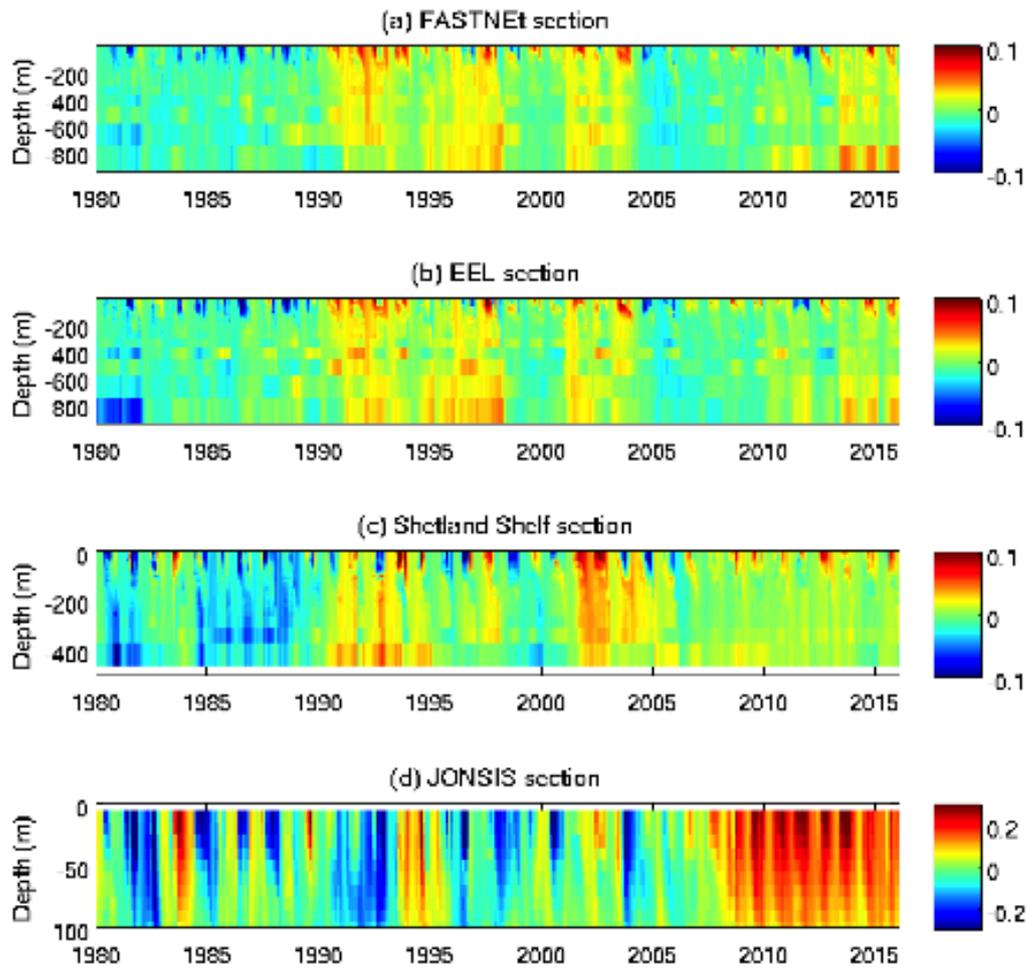 (a) FASTNEt section
Depth (m)
-200
400
-600
800
0.1
0
-0.1
1980 1985 1990 1995 2000 2005 2010 2015
(b) EEL section
Depth (m)
-200
400
-600
800
0.1
0
-0.1
1980 1985 1990 1995 2000 2005 2010 2015
(c) Shetland Shelf section
Depth (m)
0
-200
400
0.1
0
-0.1
1980 1985 1990 1995 2000 2005 2010 2015
(d) JONSIS section
Depth (m)
0
-50
100
0.2
0
-0.2
1980 1985 1990 1995 2000 2005 2010 2015